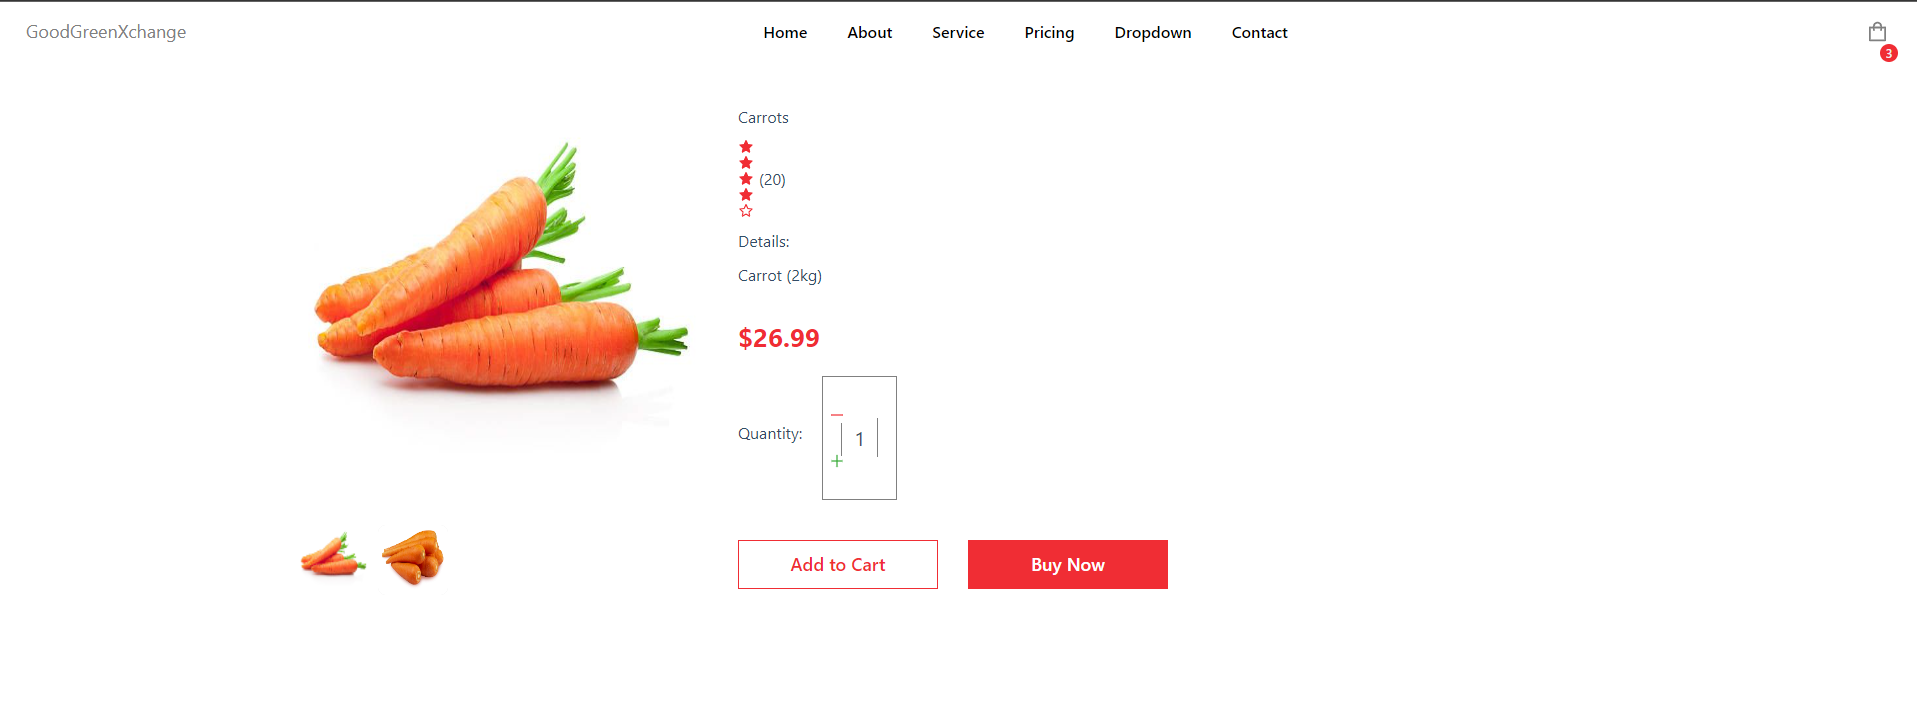 GoodGreenXchange
Home About Service Pricing Dropdown Contact
3
Carrots
(20)
Details:
Carrot (2kg)
$26.99
Quantity:
1
Add to Cart
Buy Now